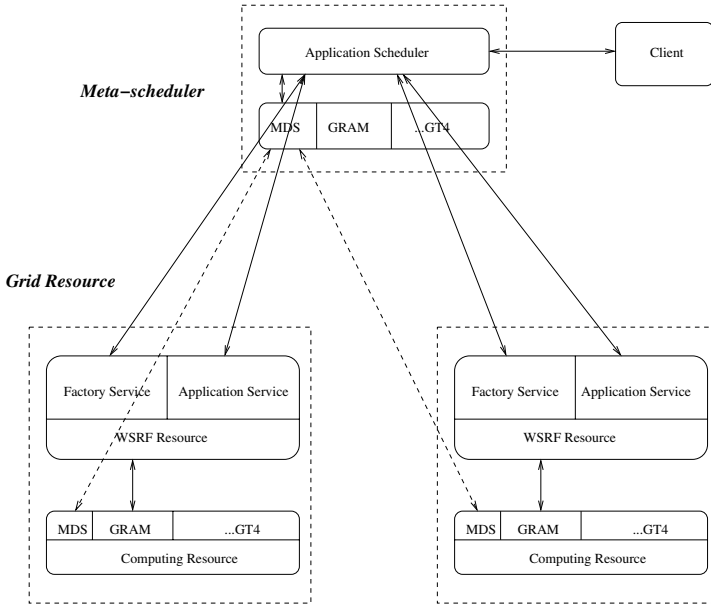 Application Scheduler
Client
Meta−scheduler
MDS
GRAM
...GT4
Grid Resource
Factory Service
Application Service
WSRF Resource
MDS
GRAM
...GT4
Computing Resource
Factory Service
Application Service
WSRF Resource
MDS
GRAM
...GT4
Computing Resource